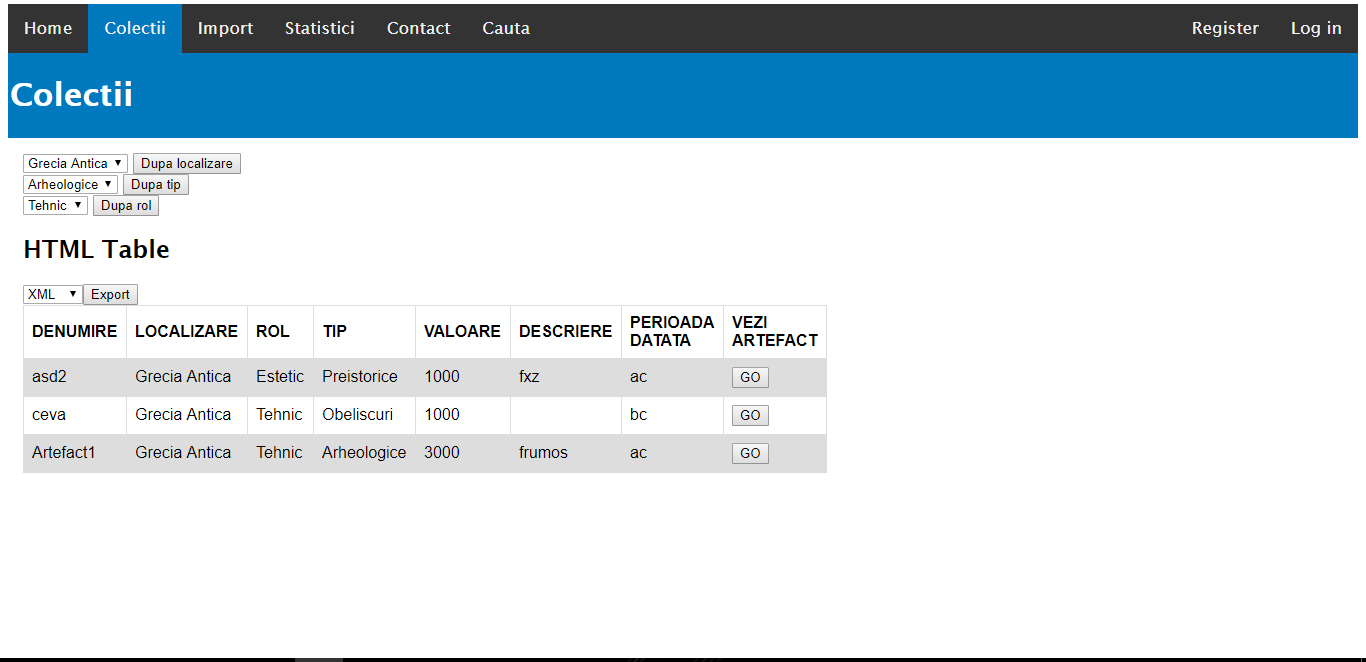 Home Colectii Import Statistici Contact Cauta Register Log in
Colectii
Grecia Antica Dupa localizare
Arheologice Dupa tip
Tehnic Dupa rol
HTML Table
XML Export
DENUMIRE LOCALIZARE ROL TIP VALOARE DESCRIERE PERIOADA DATATA VEZI ARTEFACT
asd2 Grecia Antica Estetic Preistorice 1000 fxz ac GO
ceva Grecia Antica Tehnic Obeliscuri 1000 bc GO
Artefact1 Grecia Antica Tehnic Arheologice 3000 frumos ac GO